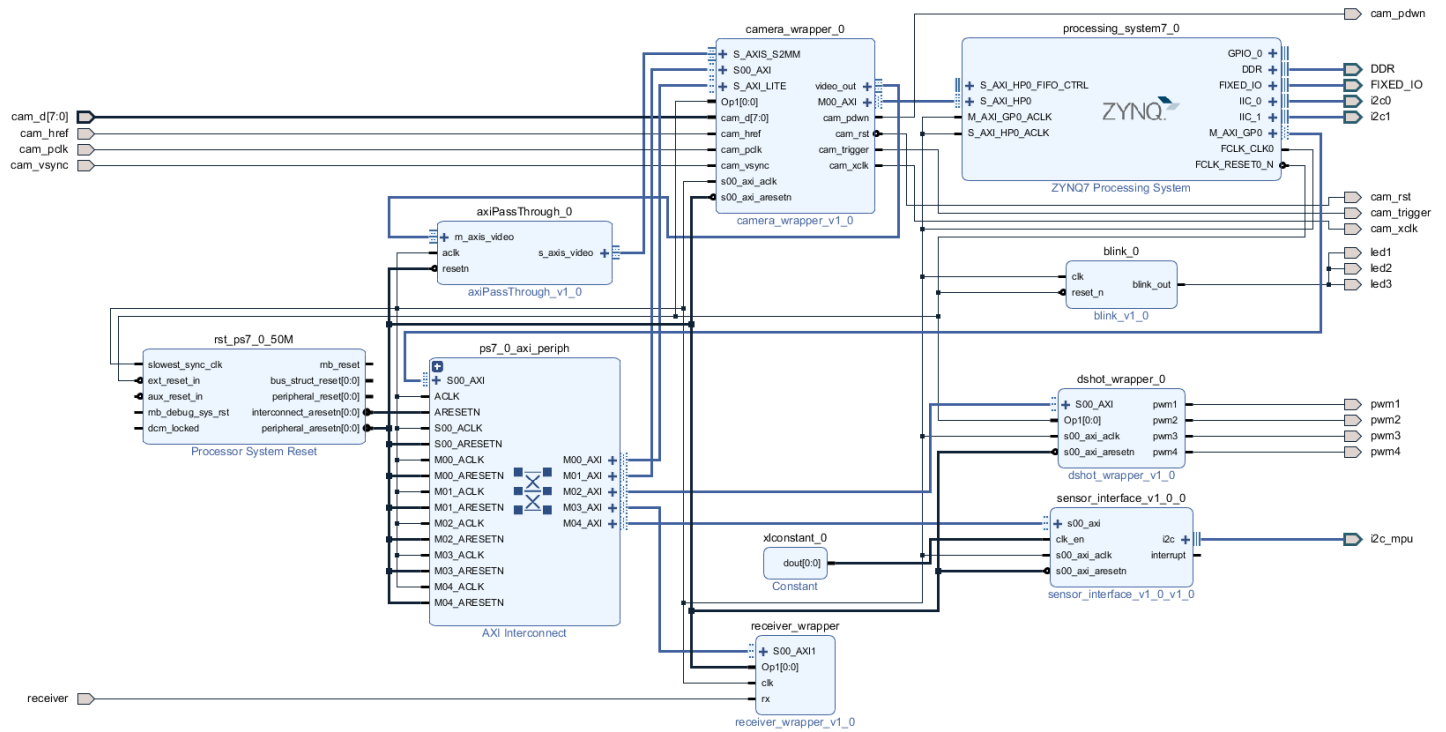 cam_pdwn
camera_wrapper_0
S_AXIS_S2MM
S00_AXI
S_AXI_LITE
Op1[0:0]
cam_d[7:0]
cam_href
cam_pclk
cam_vsync
s00_axi_aclk
s00_axi_aresetn
video_out
M00_AXI
cam_pdwn
cam_rst
cam_trigger
cam_xclk
camera_wrapper_v1_0
processing_system7_0
S_AXI_HP0_FIFO_CTRL
S_AXI_HP0
M_AXI_GP0_ACLK
S_AXI_HP0_ACLK
ZYNQ
GPIO_0
DDR
FIXED_IO
IIC_0
IIC_1
M_AXI_GP0
FCLK_CLK0
FCLK_RESET0_N
ZYNQ7 Processing System
DDR
FIXED_IO
i2c0
i2c1
cam_d[7:0]
cam_href
cam_pclk
cam_vsync
cam_rst
cam_trigger
cam_xclk
axiPassThrough_0
m_axis_video
aclk
resetn
s_axis_video
axiPassThrough_v1_0
blink_0
clk
reset_n
blink_out
blink_v1_0
led1
led2
led3
rst_ps7_0_50M
slowest_sync_clk
ext_reset_in
aux_reset_in
mb_debug_sys_rst
dcm_locked
mb_reset
bus_struct_reset[0:0]
peripheral_reset[0:0]
interconnect_aresetn[0:0]
peripheral_aresetn[0:0]
Processor System Reset
ps7_0_axi_periph
S00_AXI
ACLK
ARESETN
S00_ACLK
S00_ARESETN
M00_ACLK
M00_ARESETN
M01_ACLK
M01_ARESETN
M02_ACLK
M02_ARESETN
M03_ACLK
M03_ARESETN
M04_ACLK
M04_ARESETN
M00_AXI
M01_AXI
M02_AXI
M03_AXI
M04_AXI
AXI Interconnect
dshot_wrapper_0
S00_AXI
Op1[0:0]
s00_axi_aclk
s00_axi_aresetn
pwm1
pwm2
pwm3
pwm4
dshot_wrapper_v1_0
pwm1
pwm2
pwm3
pwm4
sensor_interface_v1_0_0
s00_axi
clk_en
s00_axi_aclk
s00_axi_aresetn
i2c
interrupt
sensor_interface_v1_0_v1_0
i2c_mpu
xlconstant_0
dout[0:0]
Constant
receiver_wrapper
S00_AXI1
Op1[0:0]
clk
rx
receiver_wrapper_v1_0
receiver